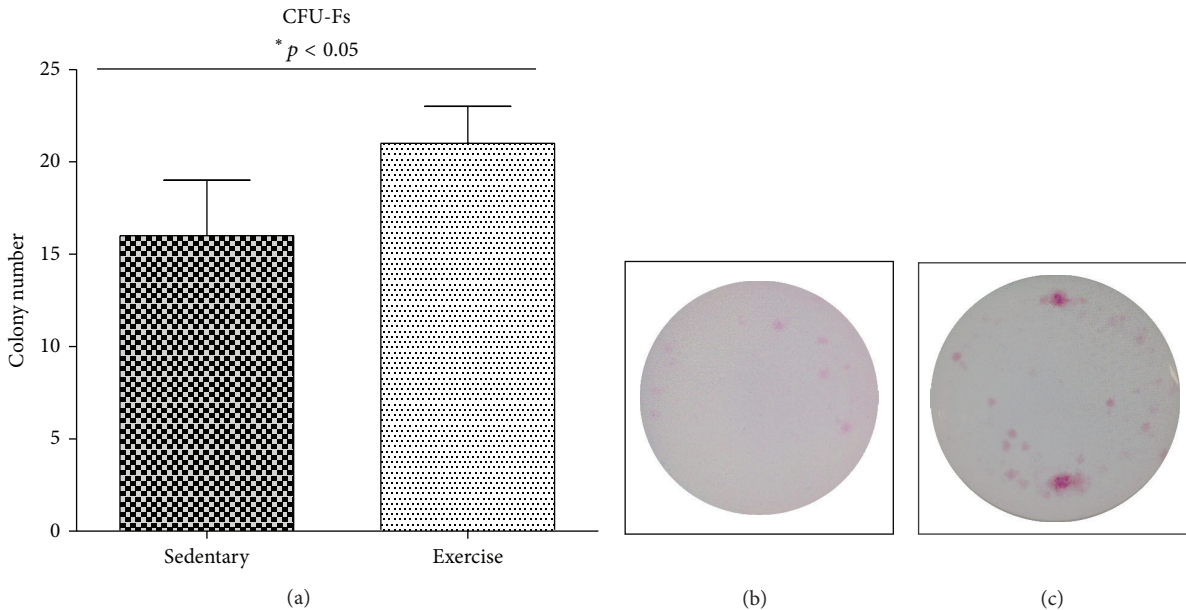 CFU-Fs
* p < 0.05
25
20
15
10
5
0
Colony number
Sedentary
Exercise
(a)
(b)
(c)